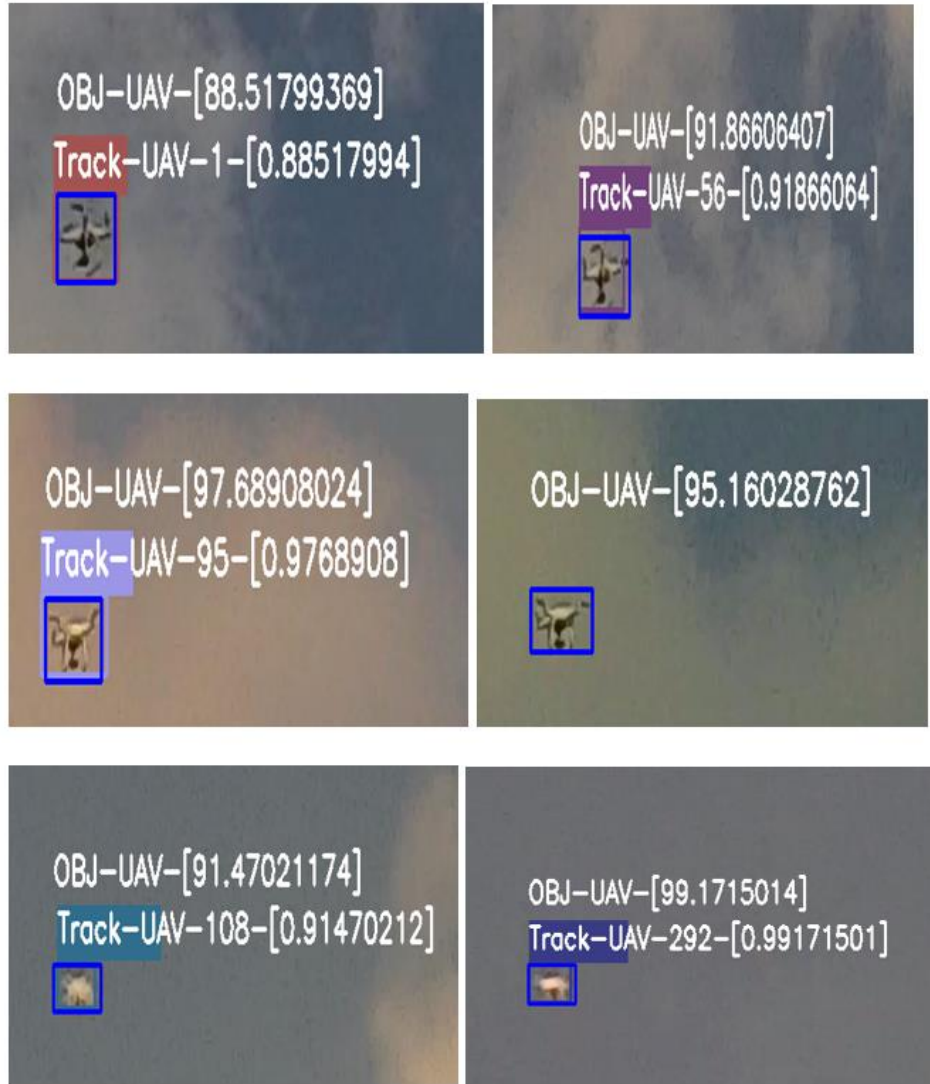 OBJ-UAV-[88.51799369]
Track-UAV-1-[0.88517994]
OBJ-UAV-[91.86606407]
Track-UAV-56-[0.91866064]
OBJ-UAV-[97.68908024]
Track-UAV-95-[0.9768908]
OBJ-UAV-[95.16028762]
OBJ-UAV-[91.47021174]
Track-UAV-108-[0.91470212]
OBJ-UAV-[99.1715014]
Track-UAV-292-[0.99171501]